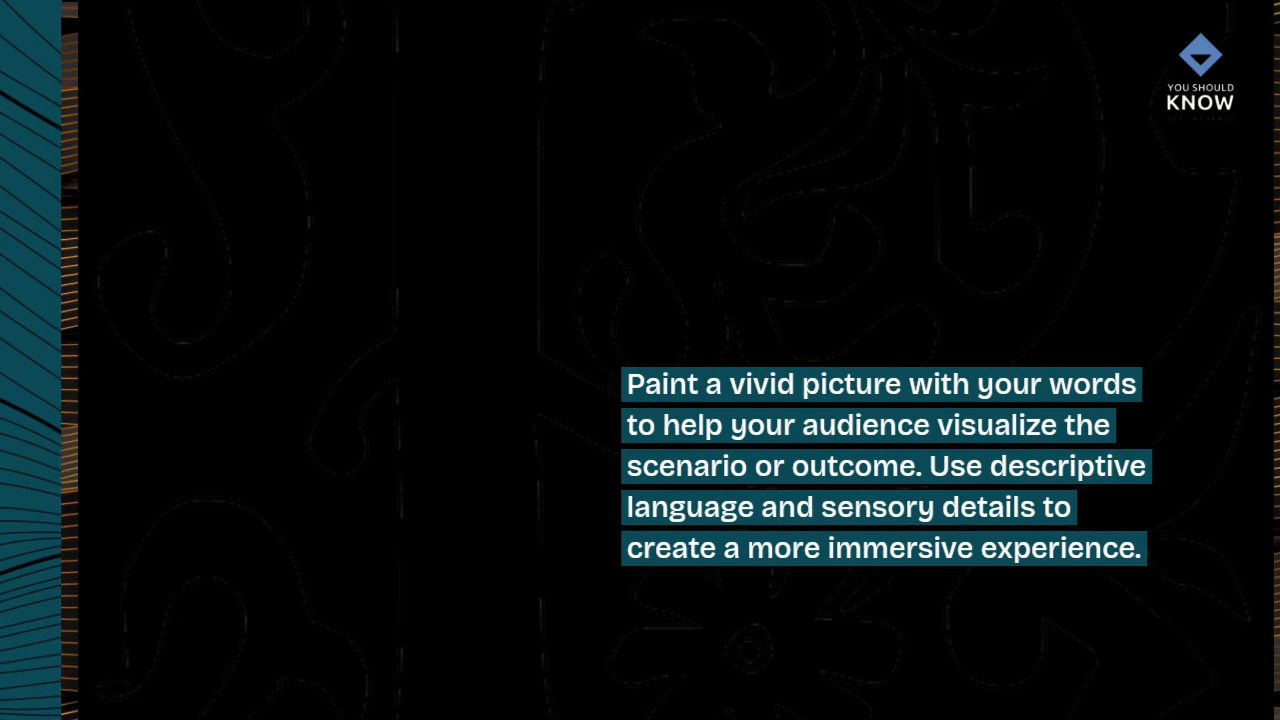 YOU SHOULD
KNOW
Paint a vivid picture with your words
to help your audience visualize the
scenario or outcome. Use descriptive
language and sensory details to
create a more immersive experience.